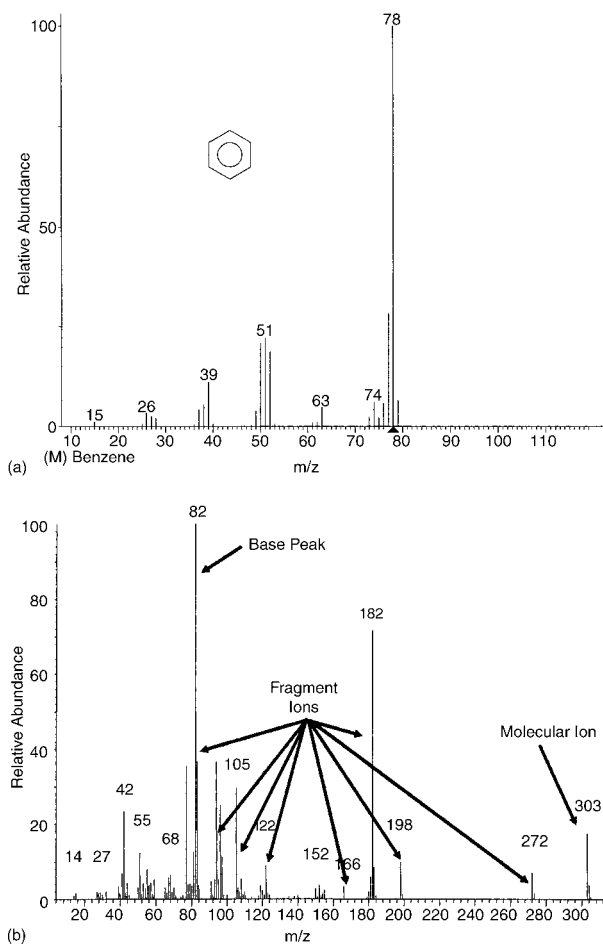 100
78
Relative Abundance
50
51
39
63
74
15
26
0
10 20 30 40 50 60 70 80 90 100 110
(a)
(M) Benzene
m/z
82
100
Base Peak
80
182
Relative Abundance
60
Fragment
Ions
Molecular Ion
40
105
42
303
20
55
68
122
198
272
152
166
14
27
0
20 40 60 80 100 120 140 160 180 200 220 240 260 280 300
(b)
m/z